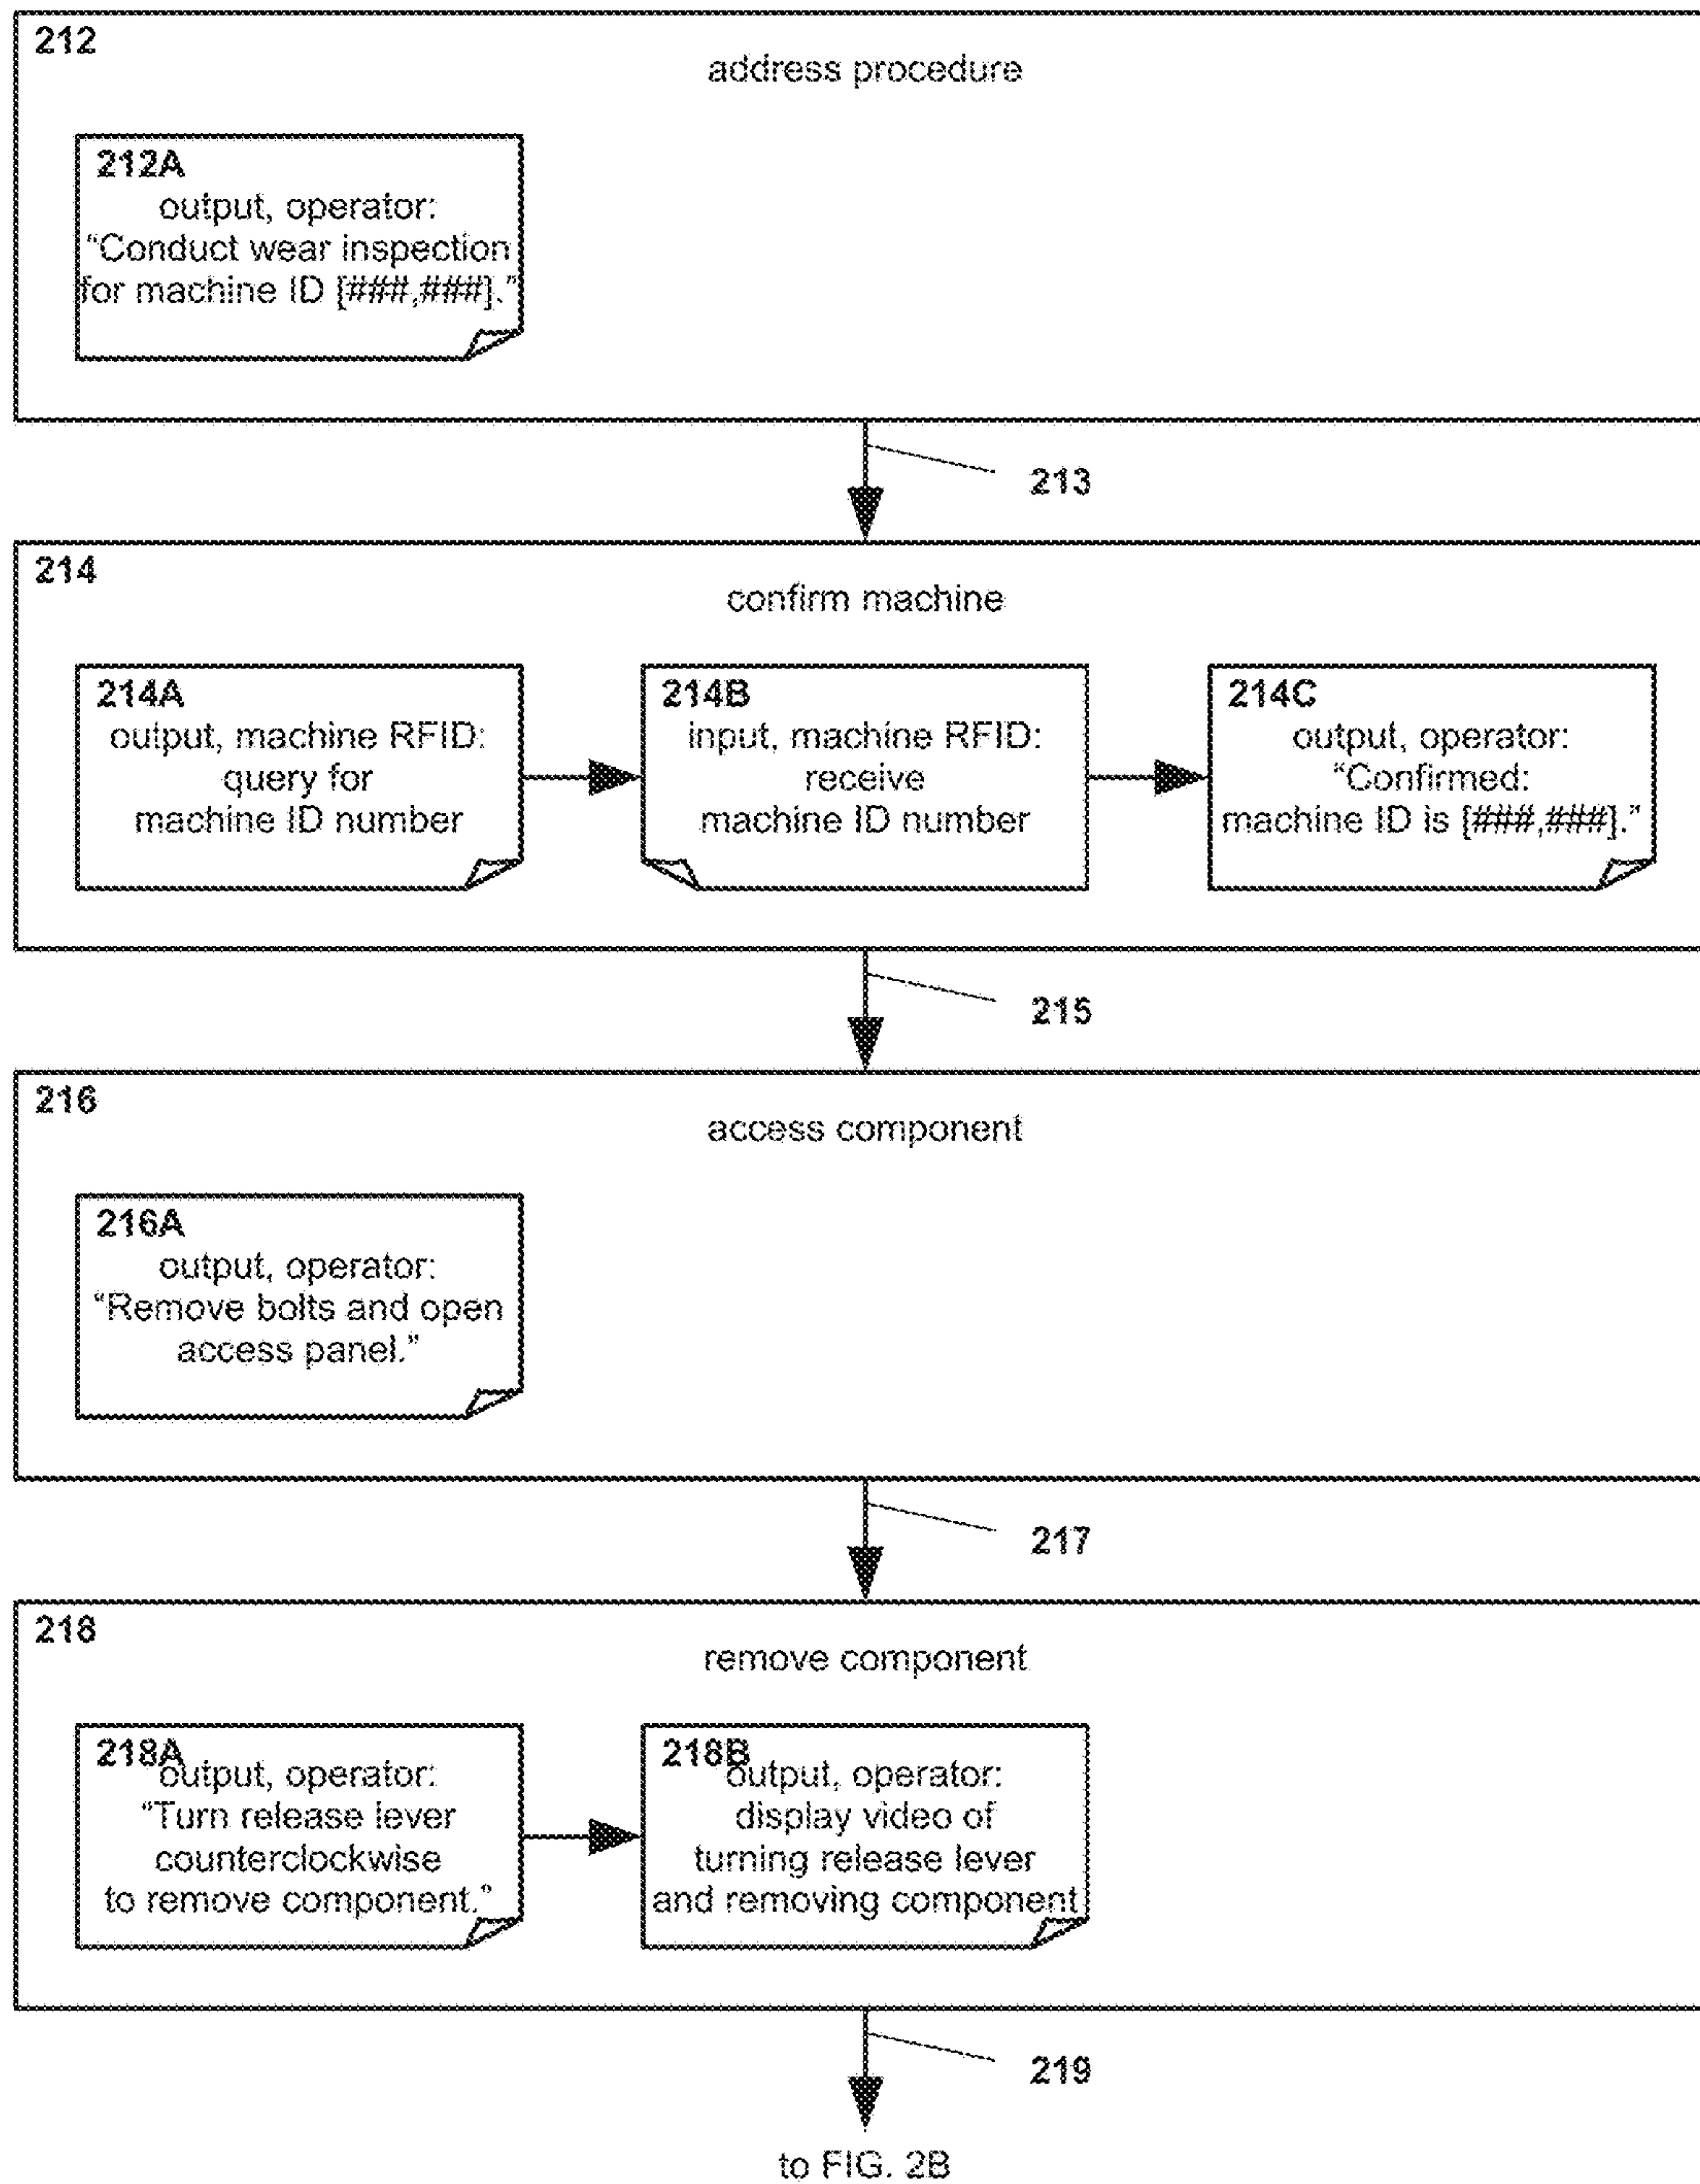 212
address procedure
212A
output, operator:
“Conduct wear inspection
for machine ID [###,###].”
213
214
confirm machine
214A
output, machine RFID:
query for
machine ID number
214B
input, machine RFID:
receive
machine ID number
214C
output, operator:
“Confirmed:
machine ID is [###,###].”
215
216
access component
216A
output, operator:
“Remove bolts and open
access panel.”
217
218
remove component
218A
output, operator:
“Turn release lever
counterclockwise
to remove component.”
218B
output, operator:
display video of
turning release lever
and removing component
219
to FIG. 2B